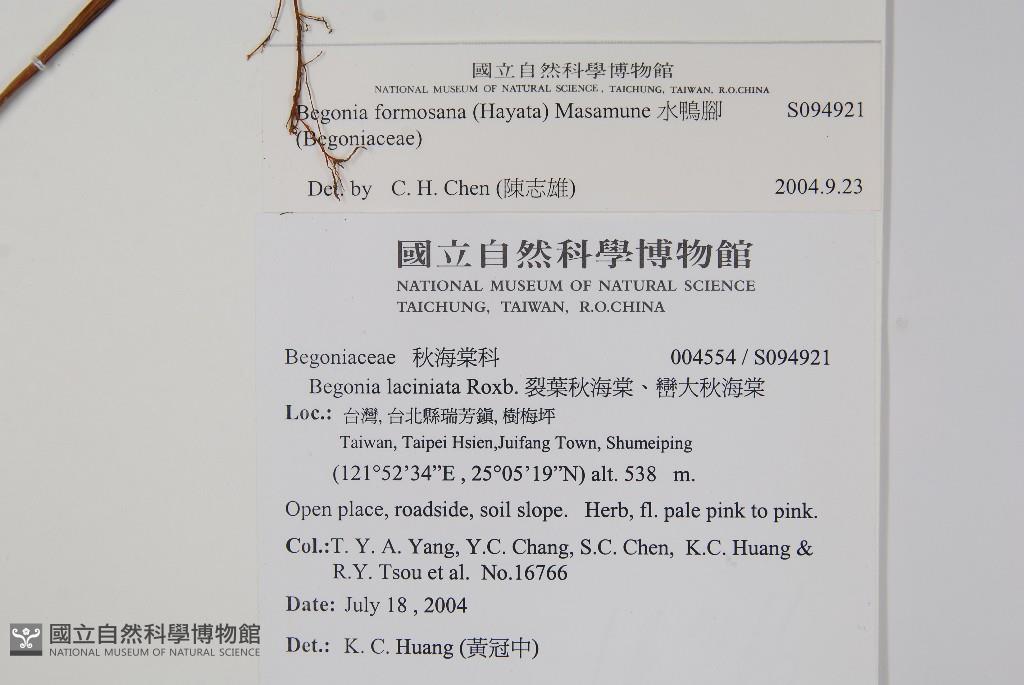 國立自然科學博物館
NATIONAL MUSEUM OF NATURAL SCIENCE, TAICHUNG, TAIWAN, R.O.CHINA
Begonia formosana (Hayata) Masamune 水鴨腳 S094921
(Begoniaceae)
Det. by C. H. Chen (陳志雄) 2004.9.23
國立自然科學博物館
NATIONAL MUSEUM OF NATURAL SCIENCE
TAICHUNG, TAIWAN, R.O.CHINA
Begoniaceae 秋海棠科 004554 / S094921
Begonia laciniata Roxb. 裂葉秋海棠、巒大秋海棠
Loc.: 台灣, 台北縣瑞芳鎮, 樹梅坪
Taiwan, Taipei Hsien,Juifang Town, Shumeiping
(121°52’34”E , 25°05’19”N) alt. 538 m.
Open place, roadside, soil slope. Herb, fl. pale pink to pink.
Col.:T. Y. A. Yang, Y.C. Chang, S.C. Chen, K.C. Huang &
R.Y. Tsou et al. No.16766
Date: July 18 , 2004
Det.: K. C. Huang (黃冠中)
國立自然科學博物館
NATIONAL MUSEUM OF NATURAL SCIENCE